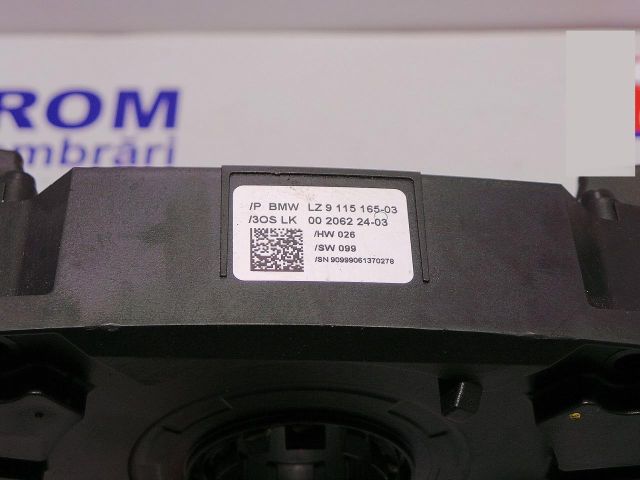 ROM
mbrări
/P BMW LZ 9 115 165-03
/3OS LK 00 2062 24-03
/HW 026
/SW 099
/SN 90999061370278